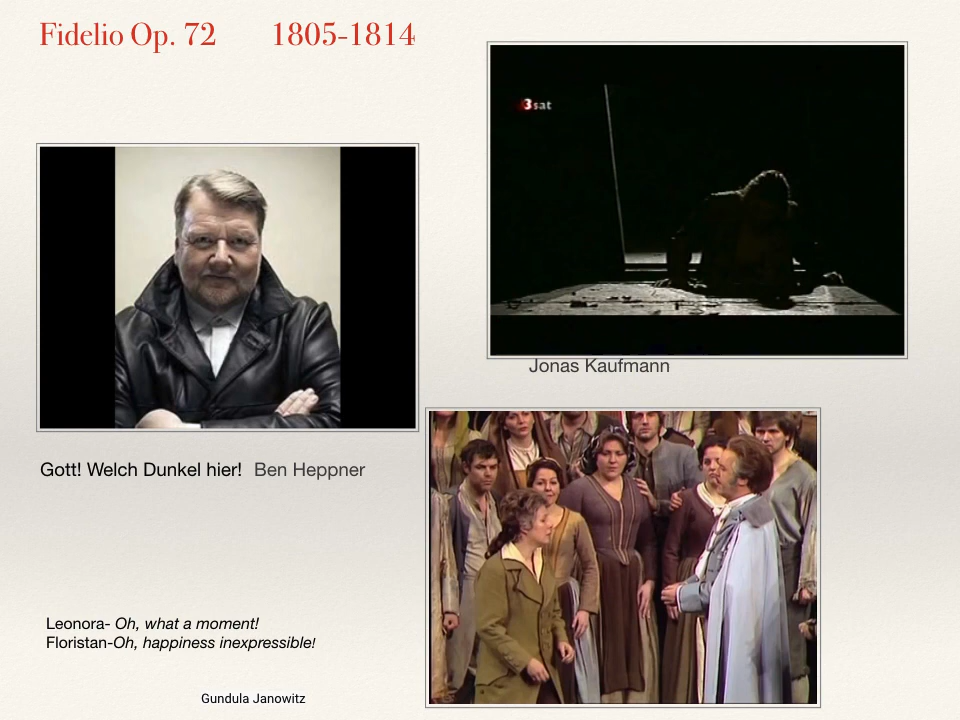 Fidelio Op. 72 1805-1814
3sat
Jonas Kaufmann
Gott! Welch Dunkel hier! Ben Heppner
Leonora- Oh, what a moment!
Floristan-Oh, happiness inexpressible!
Gundula Janowitz